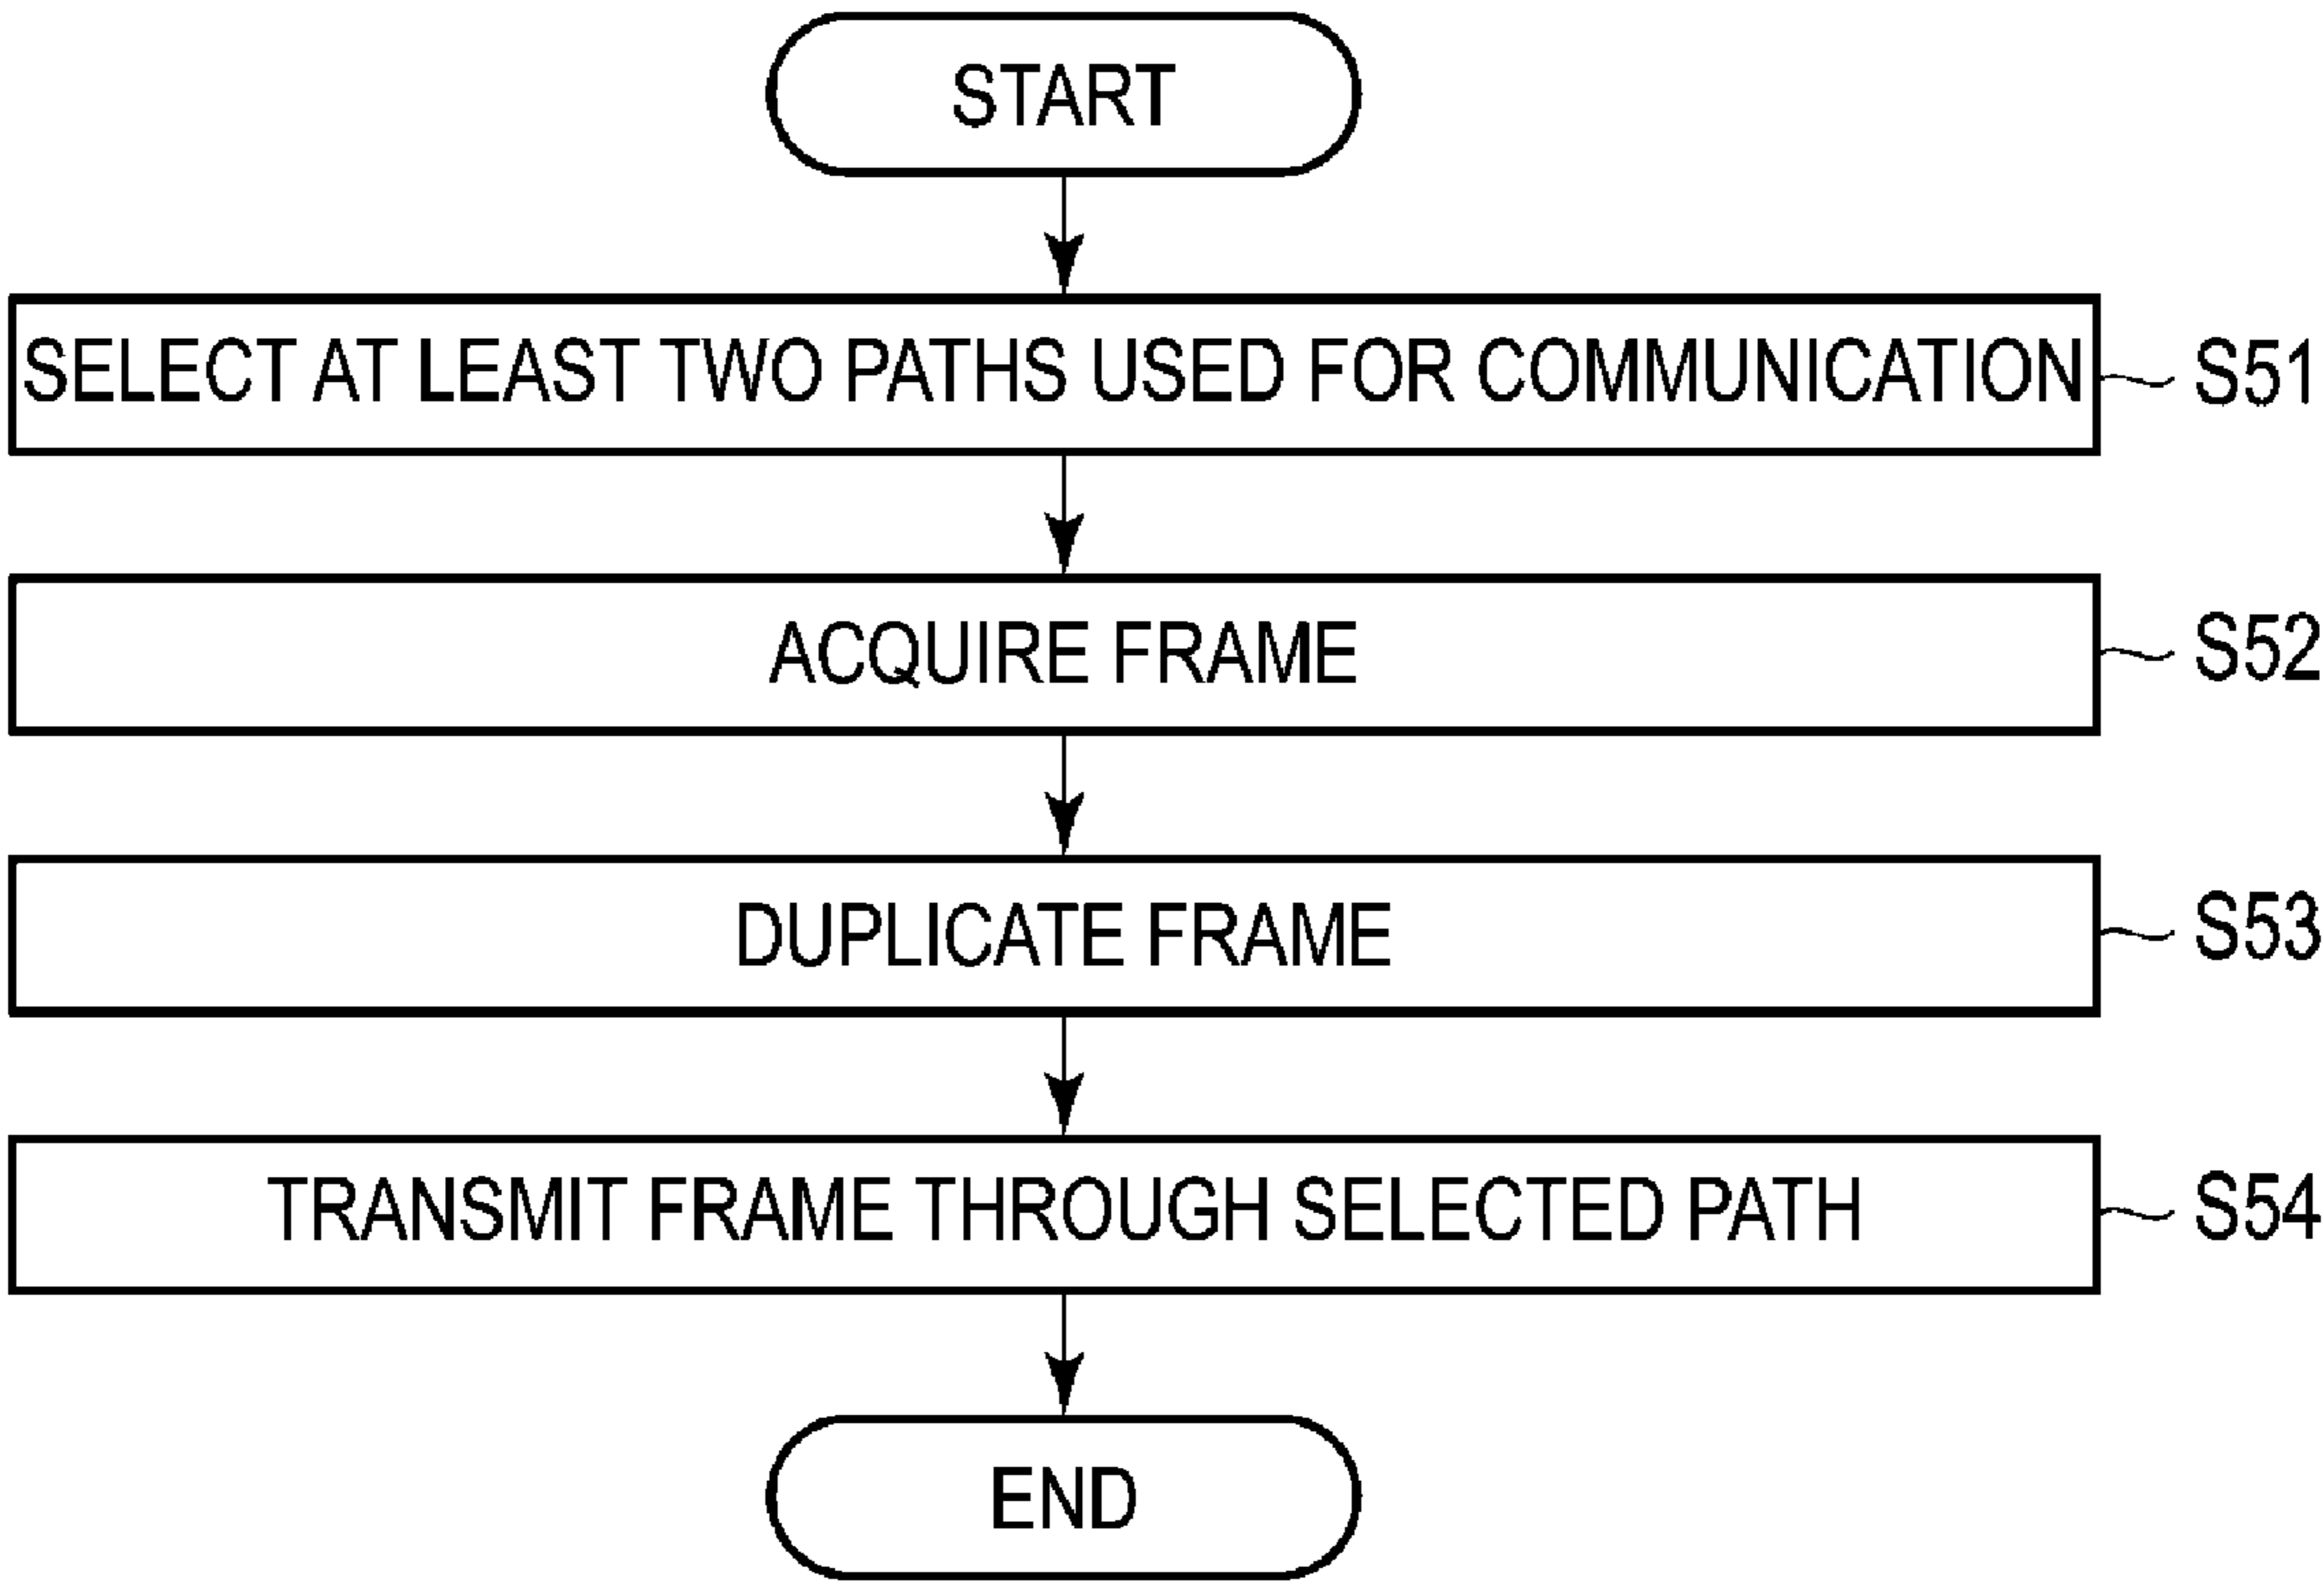 START
SELECT AT LEAST TWO PATHS USED FOR COMMUNICATION S51
ACQUIRE FRAME S52
DUPLICATE FRAME S53
TRANSMIT FRAME THROUGH SELECTED PATH S54
END